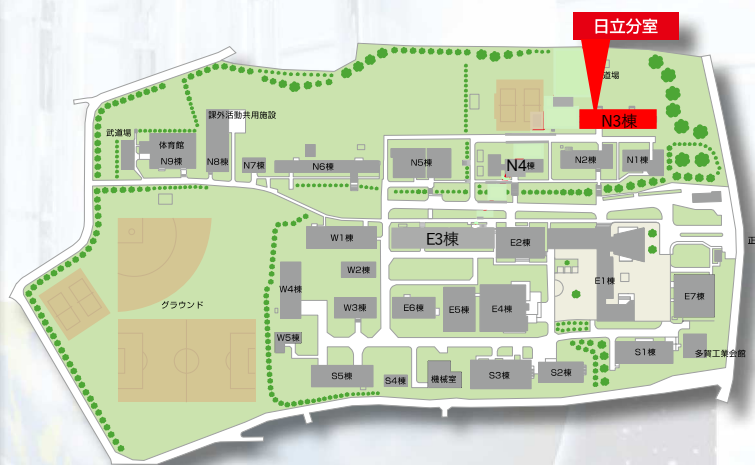 日立分室
道場
N3棟
課外活動共用施設
武道場
体育館
N9棟
N8棟
N7棟
N6棟
N5棟
N4棟
N2棟
N1棟
W1棟
E3棟
E2棟
正
W2棟
W4棟
W3棟
E1棟
E7棟
グラウンド
E6棟
E5棟
E4棟
W5棟
S1棟
多賀工業会館
S5棟
S4棟
機械室
S3棟
S2棟